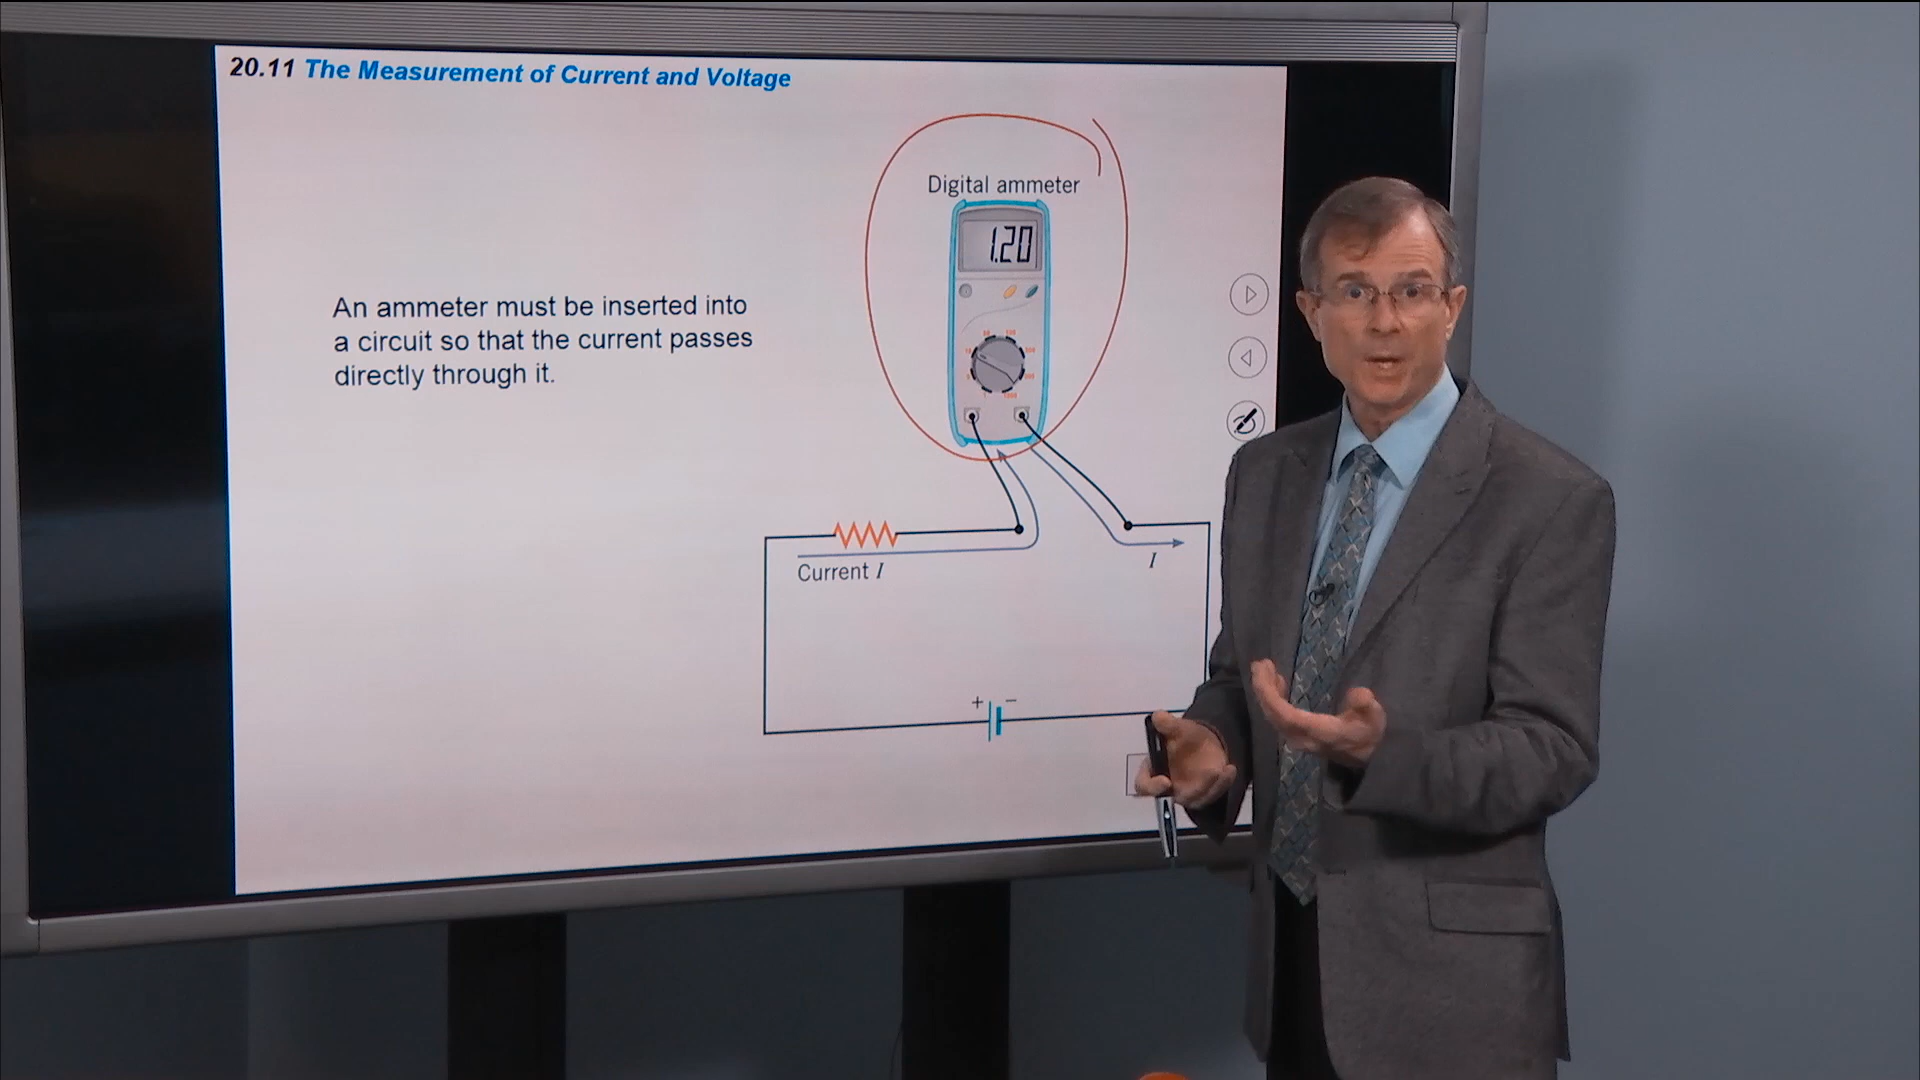 20.11 The Measurement of Current and Voltage
Digital ammeter
1.20
An ammeter must be inserted into
a circuit so that the current passes
directly through it.
Current I
I
+ −